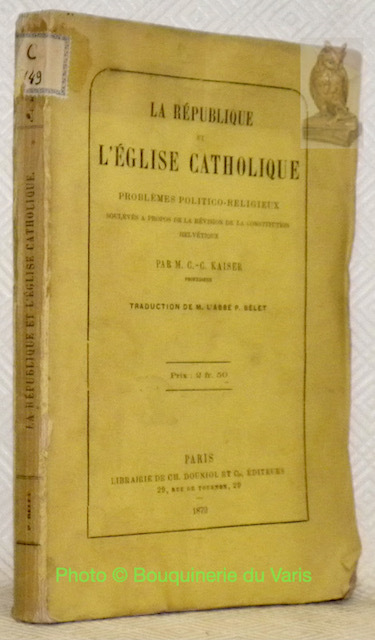 C
149
LA RÉPUBLIQUE ET L'ÉGLISE CATHOLIQUE.
LA RÉPUBLIQUE
ET
L'ÉGLISE CATHOLIQUE
PROBLÈMES POLITICO-RELIGIEUX
SOULEVÉS A PROPOS DE LA RÉVISION DE LA CONSTITUTION
HELVÉTIQUE
PAR M. C.-C. KAISER
PROFESSEUR
TRADUCTION DE M. L'ABBÉ P. BÉLET
Prix : 2 fr. 50
PARIS
LIBRAIRIE DE CH. DOUNIOL ET Cie, ÉDITEURS
29, RUE DE TOURNON, 29
1872
Photo © Bouquinerie du Varis